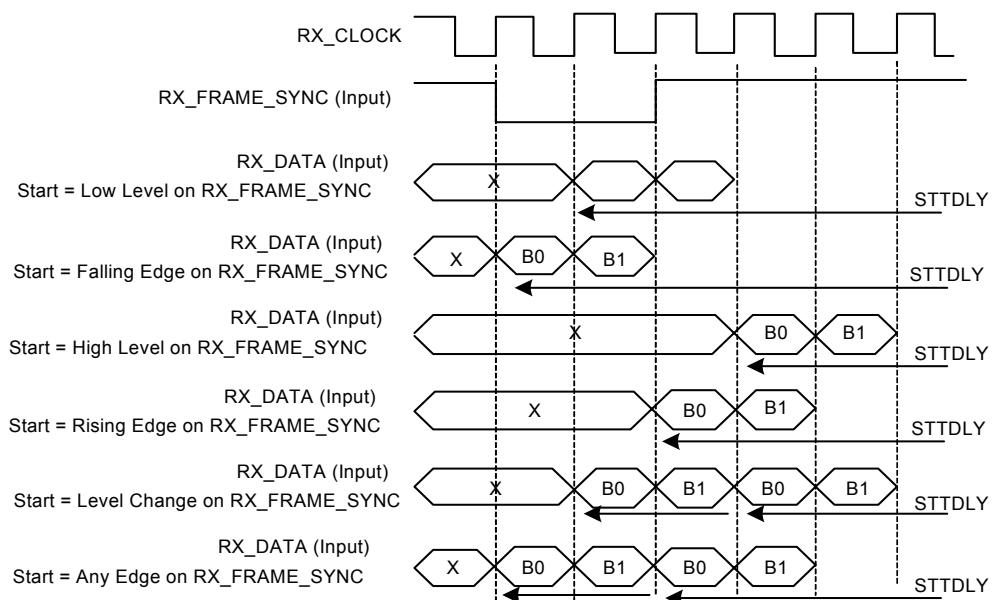 RX_CLOCK
RX_FRAME_SYNC (Input)
RX_DATA (Input)
Start = Low Level on RX_FRAME_SYNC
X
STTDLY
RX_DATA (Input)
Start = Falling Edge on RX_FRAME_SYNC
X B0 B1
STTDLY
RX_DATA (Input)
Start = High Level on RX_FRAME_SYNC
X B0 B1
STTDLY
RX_DATA (Input)
Start = Rising Edge on RX_FRAME_SYNC
X B0 B1
STTDLY
RX_DATA (Input)
Start = Level Change on RX_FRAME_SYNC
X B0 B1 B0 B1
STTDLY
RX_DATA (Input)
Start = Any Edge on RX_FRAME_SYNC
X B0 B1 B0 B1
STTDLY